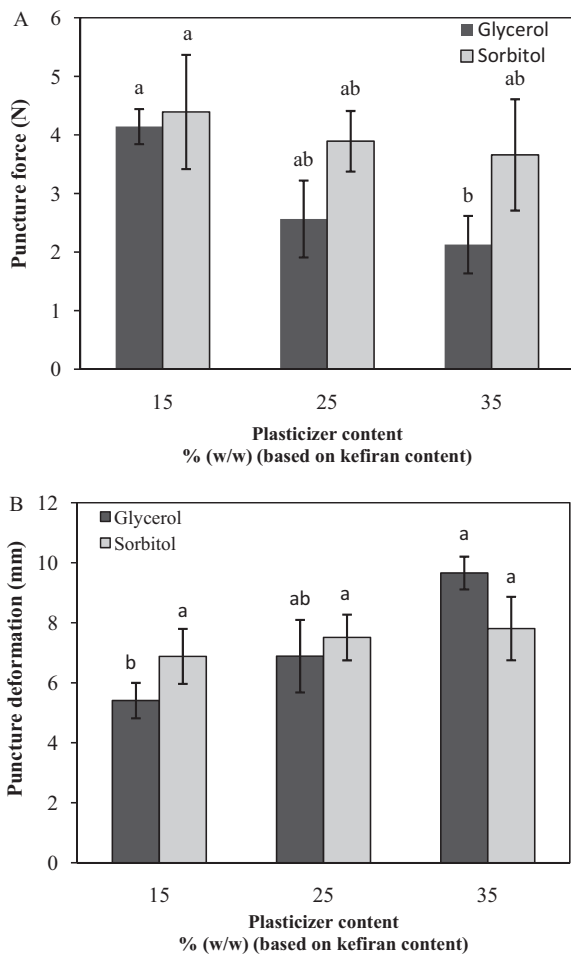 A
6
5
4
3
2
1
0
Puncture force (N)
Glycerol
Sorbitol
a
a
ab
ab
b
ab
15
25
35
Plasticizer content
% (w/w) (based on kefiran content)
B
12
10
8
6
4
2
0
Puncture deformation (mm)
Glycerol
Sorbitol
b
a
ab
a
a
a
15
25
35
Plasticizer content
% (w/w) (based on kefiran content)